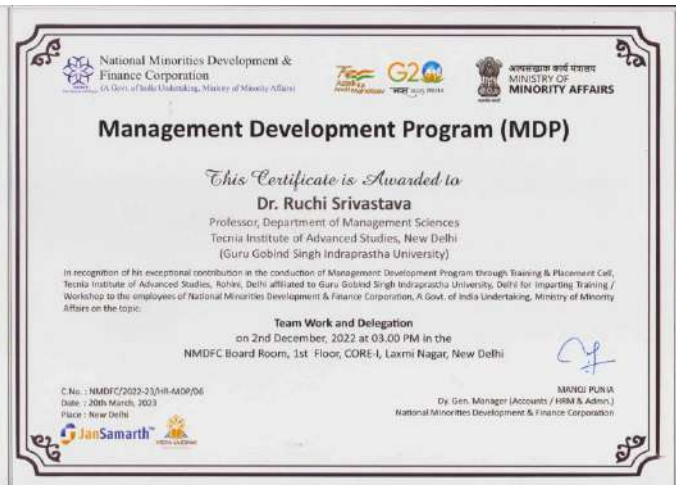 National Minorities Development &
Finance Corporation
(A Govt. of India Undertaking, Ministry of Minority Affairs)
G20
अल्पसंख्यक कार्य मंत्रालय
MINISTRY OF
MINORITY AFFAIRS
Management Development Program (MDP)
This Certificate is Awarded to
Dr. Ruchi Srivastava
Professor, Department of Management Sciences
Tecnia Institute of Advanced Studies, New Delhi
(Guru Gobind Singh Indraprastha University)
In recognition of his exceptional contribution in the conduction of Management Development Program through Training & Placement Cell,
Tecnia Institute of Advanced Studies, Rohini, Delhi affiliated to Guru Gobind Singh Indraprastha University, Delhi for Imparting Training /
Workshop to the employees of National Minorities Development & Finance Corporation, A Govt. of India Undertaking, Ministry of Minority
Affairs on the topic:
Team Work and Delegation
on 2nd December, 2022 at 03.00 PM in the
NMDFC Board Room, 1st Floor, CORE-I, Laxmi Nagar, New Delhi
C.No. : NMDFC/2022-23/HR-MDP/06
Date : 20th March, 2023
Place : New Delhi
MANOJ PUNIA
Dy. Gen. Manager (Accounts / HRM & Admn.)
National Minorities Development & Finance Corporation
JanSamarth